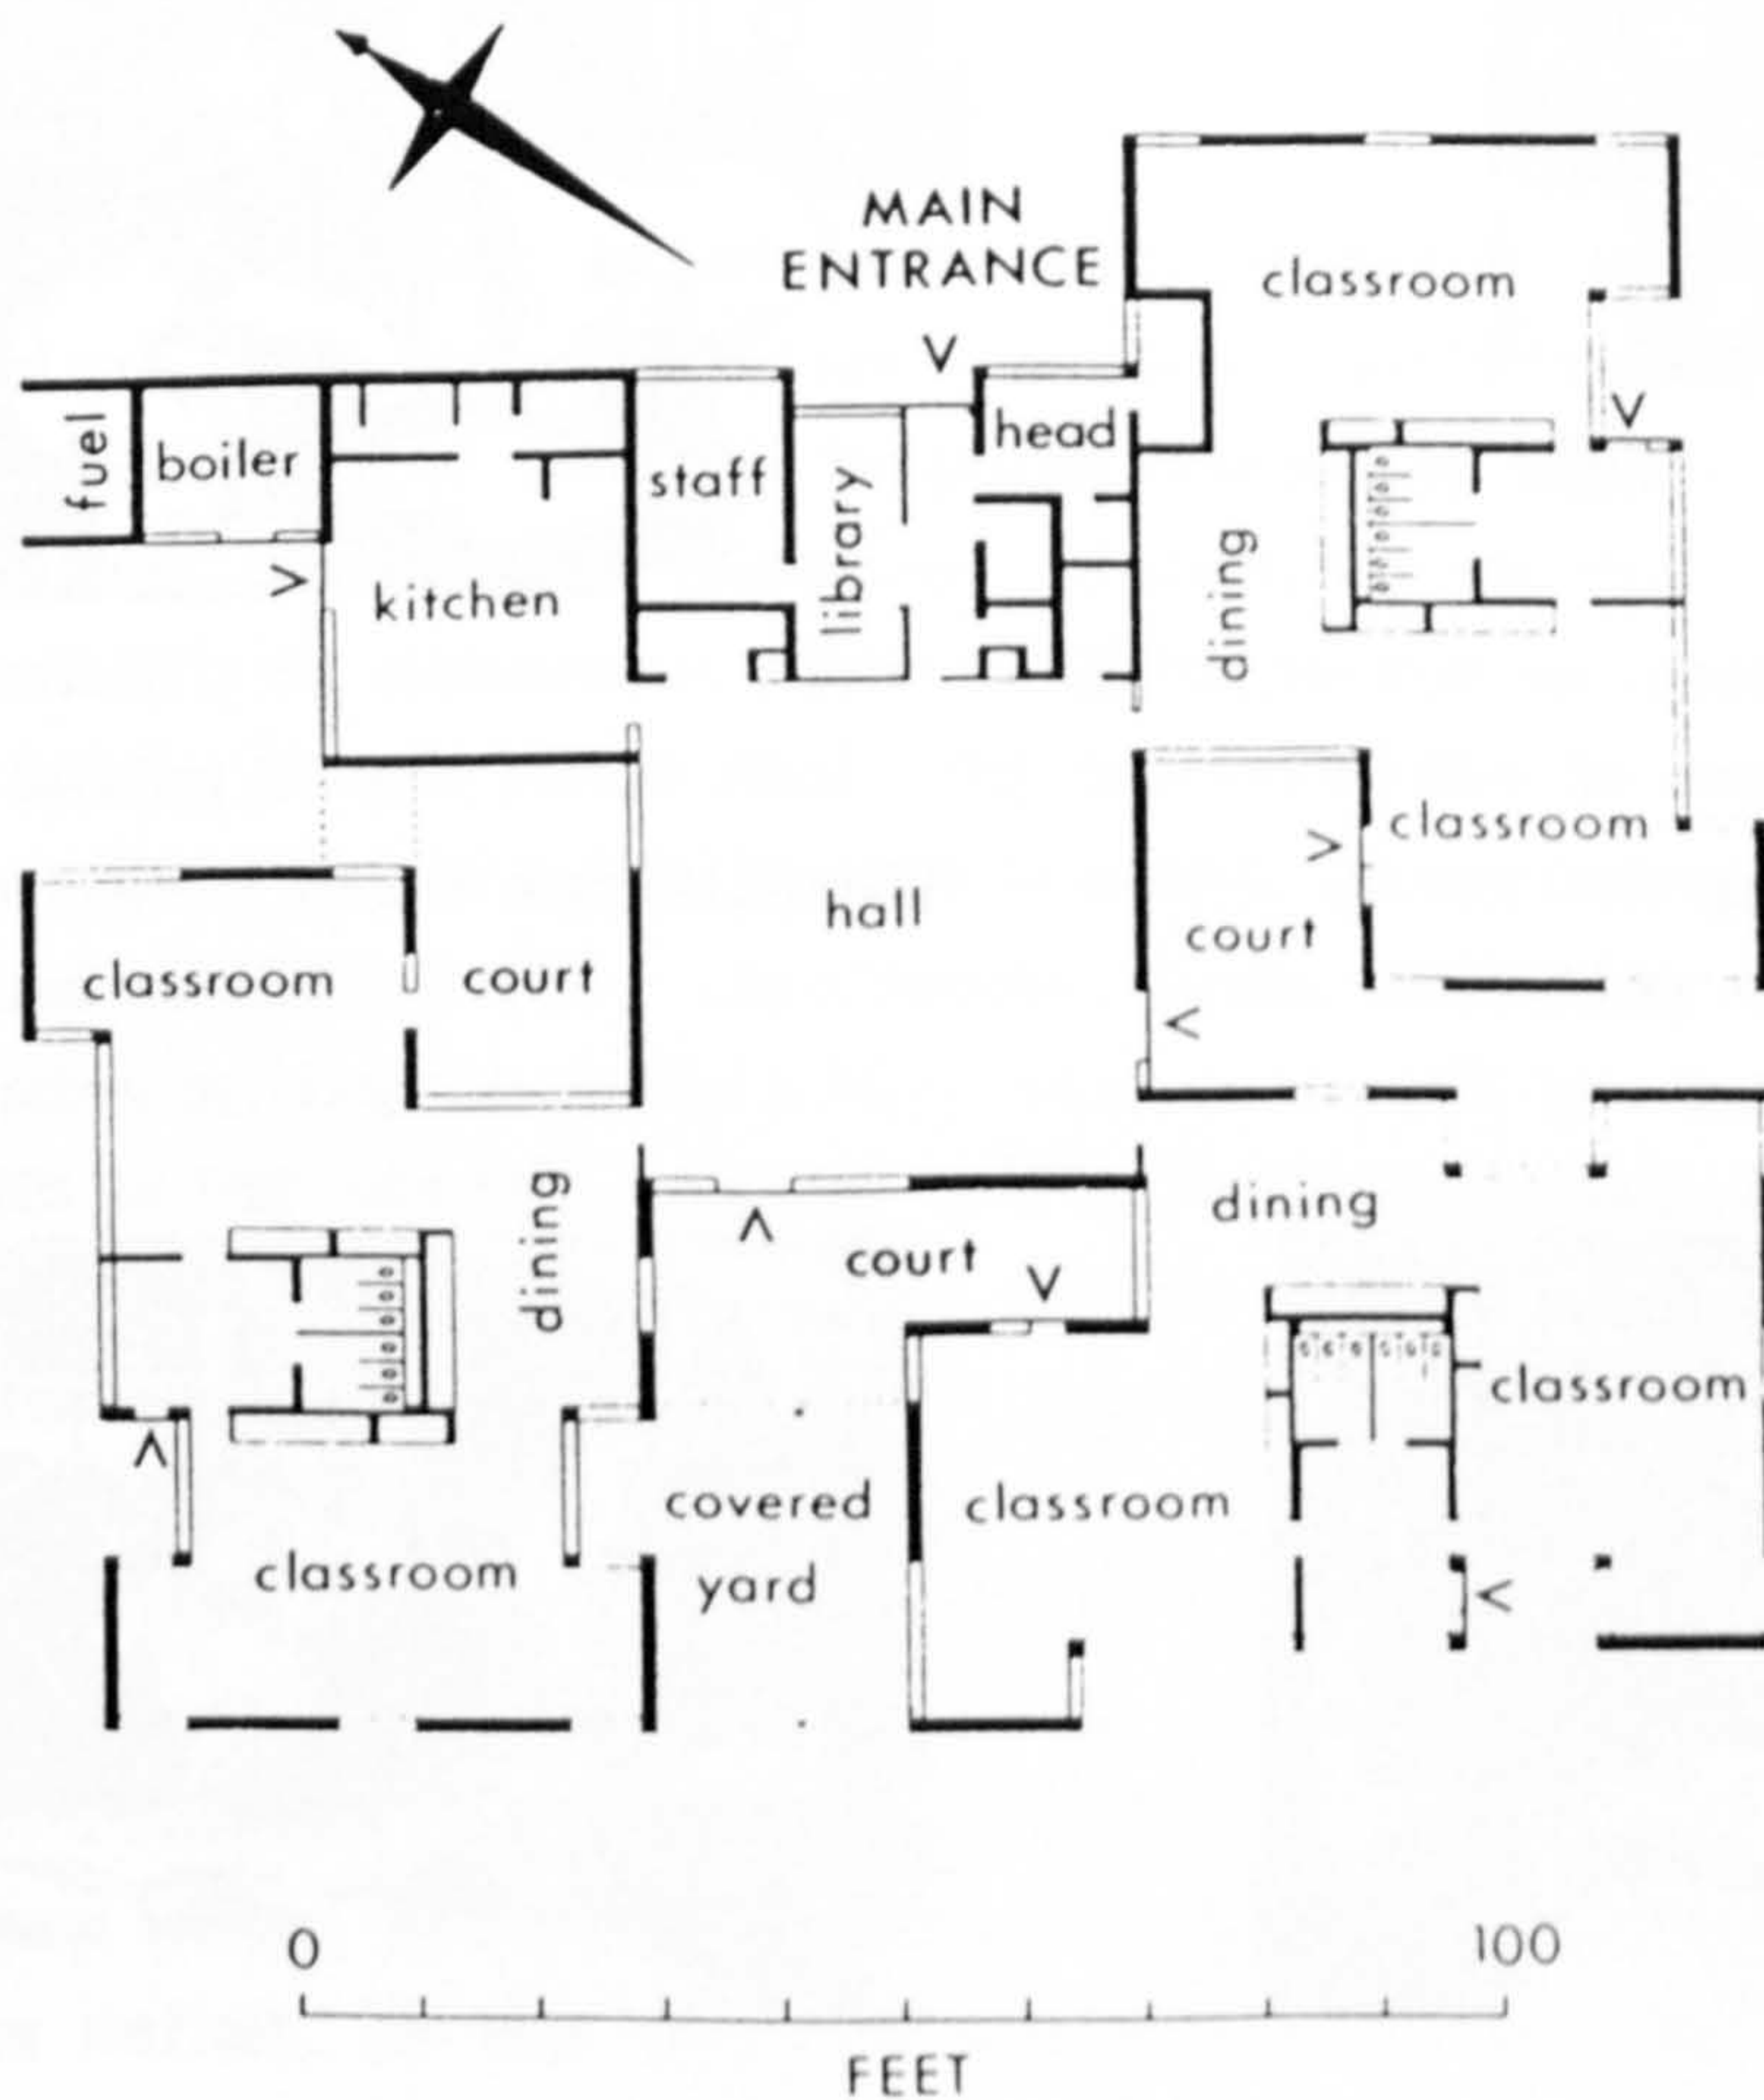 MAIN
ENTRANCE
classroom
fuel
boiler
staff
library
head
kitchen
dining
classroom
hall
court
classroom
court
dining
dining
court
classroom
covered
yard
classroom
classroom
0
100
FEET